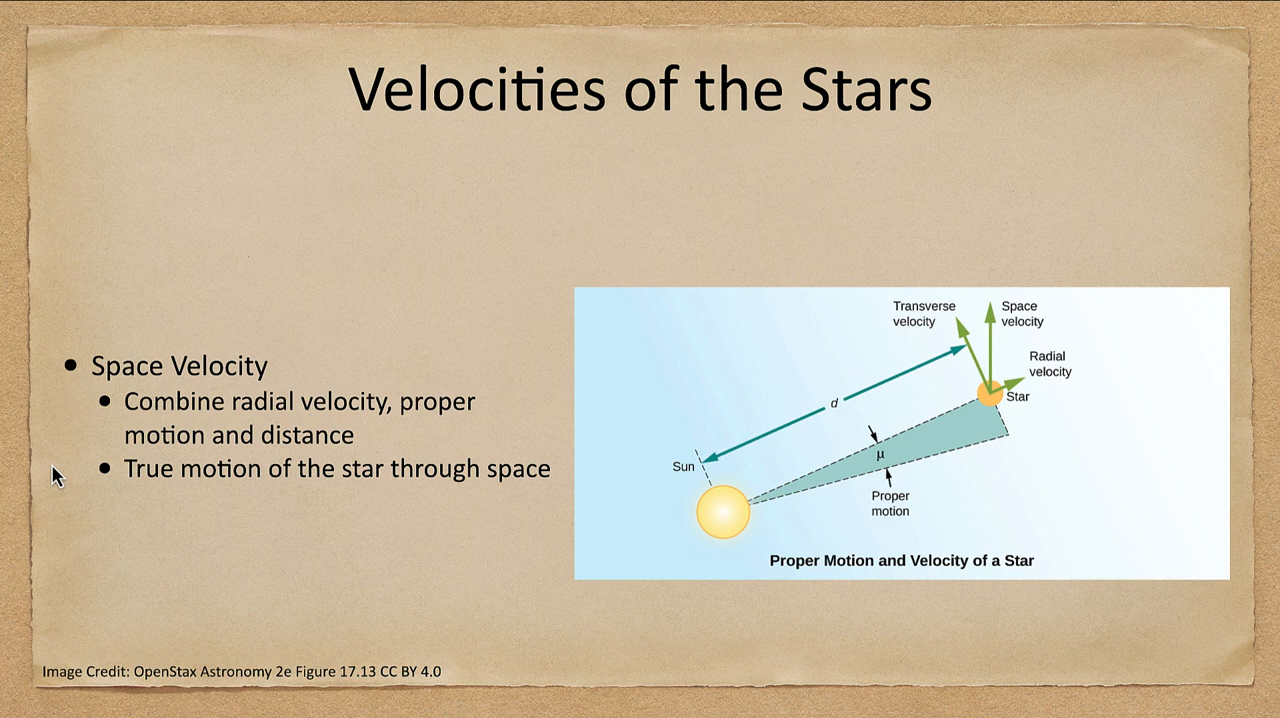 Velocities of the Stars
• Space Velocity
• Combine radial velocity, proper
motion and distance
• True motion of the star through space
Transverse
velocity
Space
velocity
Radial
velocity
d
Star
μ
Sun
Proper
motion
Proper Motion and Velocity of a Star
Image Credit: OpenStax Astronomy 2e Figure 17.13 CC BY 4.0